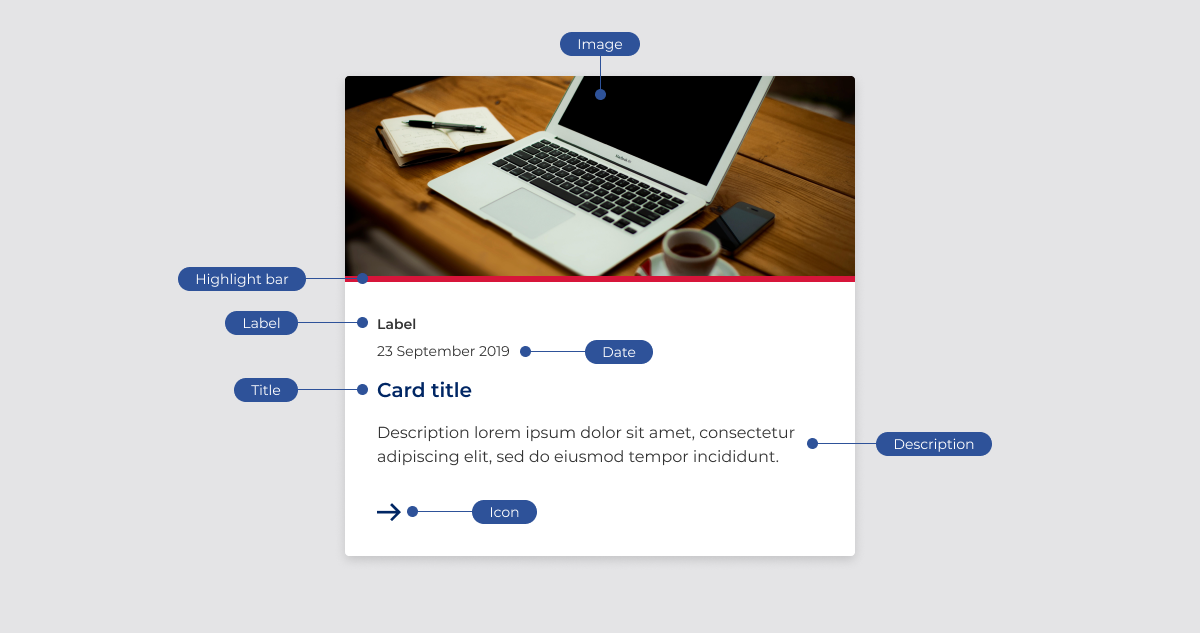 Image
Highlight bar
Label
Label
23 September 2019
Date
Title
Card title
Description lorem ipsum dolor sit amet, consectetur
adipiscing elit, sed do eiusmod tempor incididunt.
Description
Icon